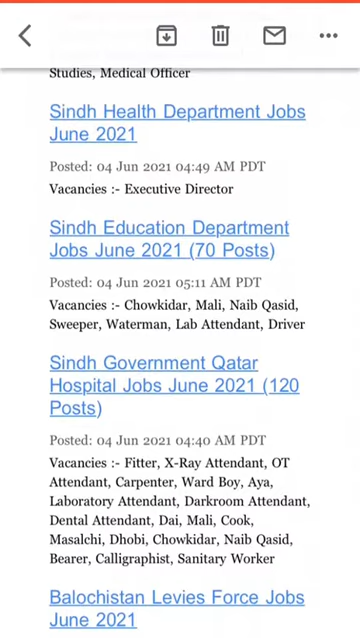 Studies, Medical Officer
Sindh Health Department Jobs
June 2021
Posted: 04 Jun 2021 04:49 AM PDT
Vacancies :- Executive Director
Sindh Education Department
Jobs June 2021 (70 Posts)
Posted: 04 Jun 2021 05:11 AM PDT
Vacancies :- Chowkidar, Mali, Naib Qasid,
Sweeper, Waterman, Lab Attendant, Driver
Sindh Government Qatar
Hospital Jobs June 2021 (120
Posts)
Posted: 04 Jun 2021 04:40 AM PDT
Vacancies :- Fitter, X-Ray Attendant, OT
Attendant, Carpenter, Ward Boy, Aya,
Laboratory Attendant, Darkroom Attendant,
Dental Attendant, Dai, Mali, Cook,
Masalchi, Dhobi, Chowkidar, Naib Qasid,
Bearer, Calligraphist, Sanitary Worker
Balochistan Levies Force Jobs
June 2021